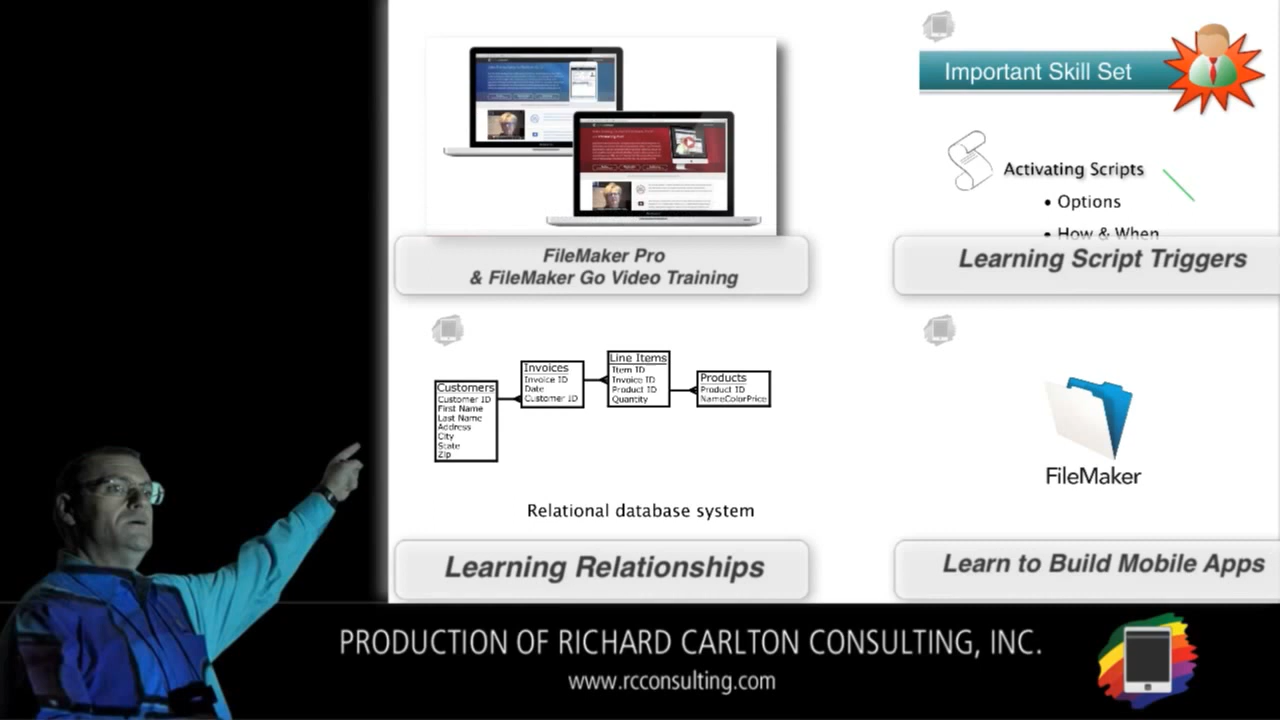 Important Skill Set
Activating Scripts
• Options
• How & When
FileMaker Pro
& FileMaker Go Video Training
Learning Script Triggers
Customers
Customer ID
First Name
Last Name
Address
City
State
Zip
Invoices
Invoice ID
Date
Customer ID
Line Items
Item ID
Invoice ID
Product ID
Quantity
Products
Product ID
NameColorPrice
Relational database system
FileMaker
Learning Relationships
Learn to Build Mobile Apps
PRODUCTION OF RICHARD CARLTON CONSULTING, INC.
www.rcconsulting.com